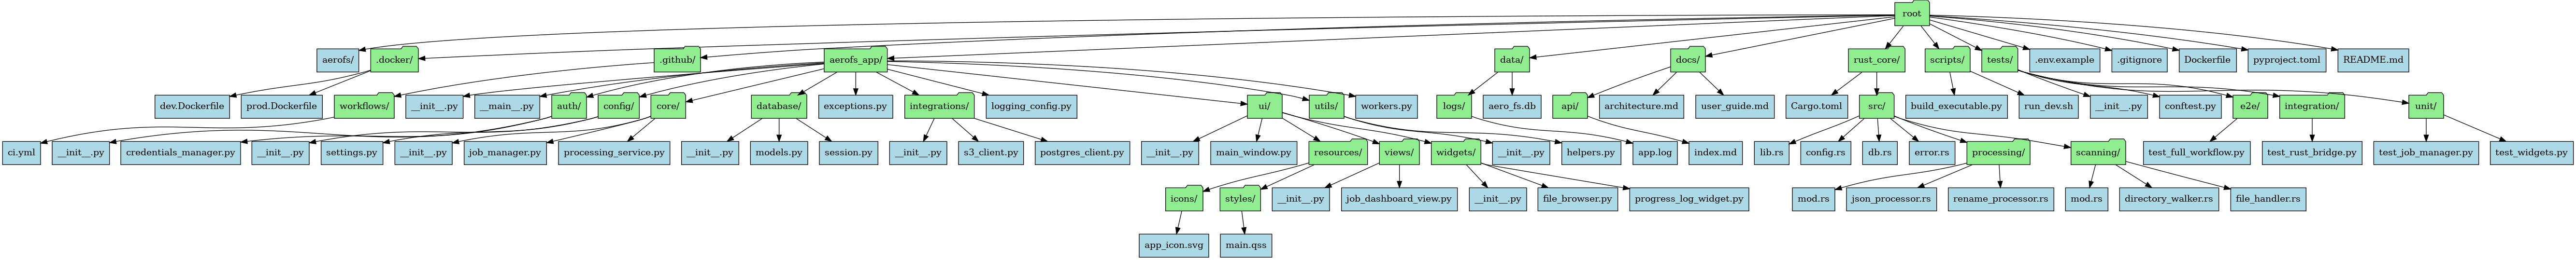 root
aerofs/
.docker/
.github/
aerofs_app/
data/
docs/
rust_core/
scripts/
tests/
.env.example
.gitignore
Dockerfile
pyproject.toml
README.md
dev.Dockerfile
prod.Dockerfile
workflows/
__init__.py
__main__.py
auth/
config/
core/
database/
exceptions.py
integrations/
logging_config.py
ui/
utils/
workers.py
logs/
aero_fs.db
api/
architecture.md
user_guide.md
Cargo.toml
src/
build_executable.py
run_dev.sh
__init__.py
conftest.py
e2e/
integration/
unit/
ci.yml
__init__.py
credentials_manager.py
__init__.py
settings.py
__init__.py
job_manager.py
processing_service.py
__init__.py
models.py
session.py
__init__.py
s3_client.py
postgres_client.py
__init__.py
main_window.py
resources/
views/
widgets/
__init__.py
helpers.py
app.log
index.md
lib.rs
config.rs
db.rs
error.rs
processing/
scanning/
test_full_workflow.py
test_rust_bridge.py
test_job_manager.py
test_widgets.py
icons/
styles/
__init__.py
job_dashboard_view.py
__init__.py
file_browser.py
progress_log_widget.py
mod.rs
json_processor.rs
rename_processor.rs
mod.rs
directory_walker.rs
file_handler.rs
app_icon.svg
main.qss